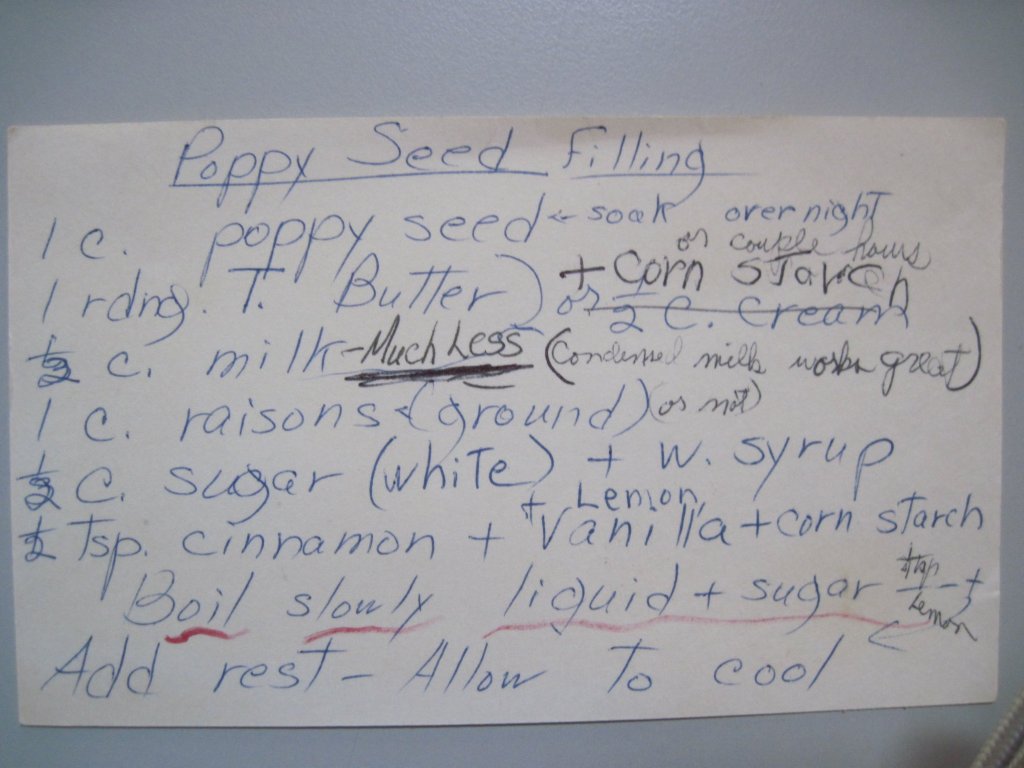 Poppy Seed Filling
1 c. poppy seed ← soak over night
or couple hours
1 rdng. T. Butter) or 1/2 c. Cream
+ Corn starch
1/2 c. milk - Much Less (Condensed milk works great)
1 c. raisons (ground) (or not)
1/2 c. sugar (white) + w. syrup
+ Lemon,
1/2 Tsp. cinnamon + Vanilla + corn starch
Boil slowly liquid + sugar
tsp
Lemon
Add rest - Allow to cool